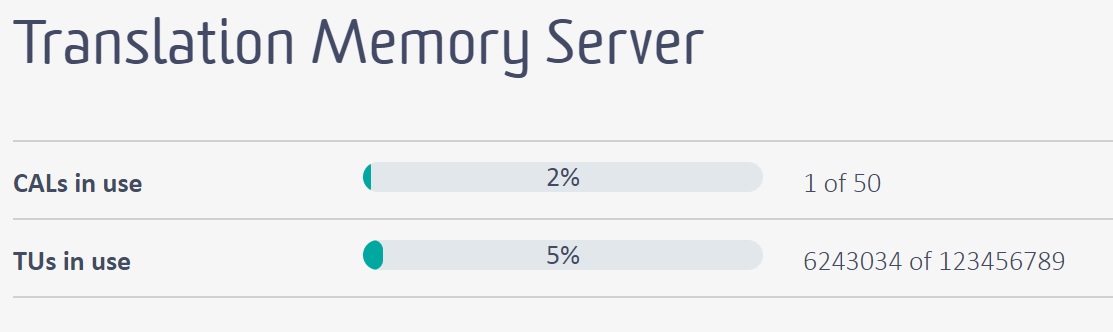 Translation Memory Server
CALs in use 2% 1 of 50
TUs in use 5% 6243034 of 123456789